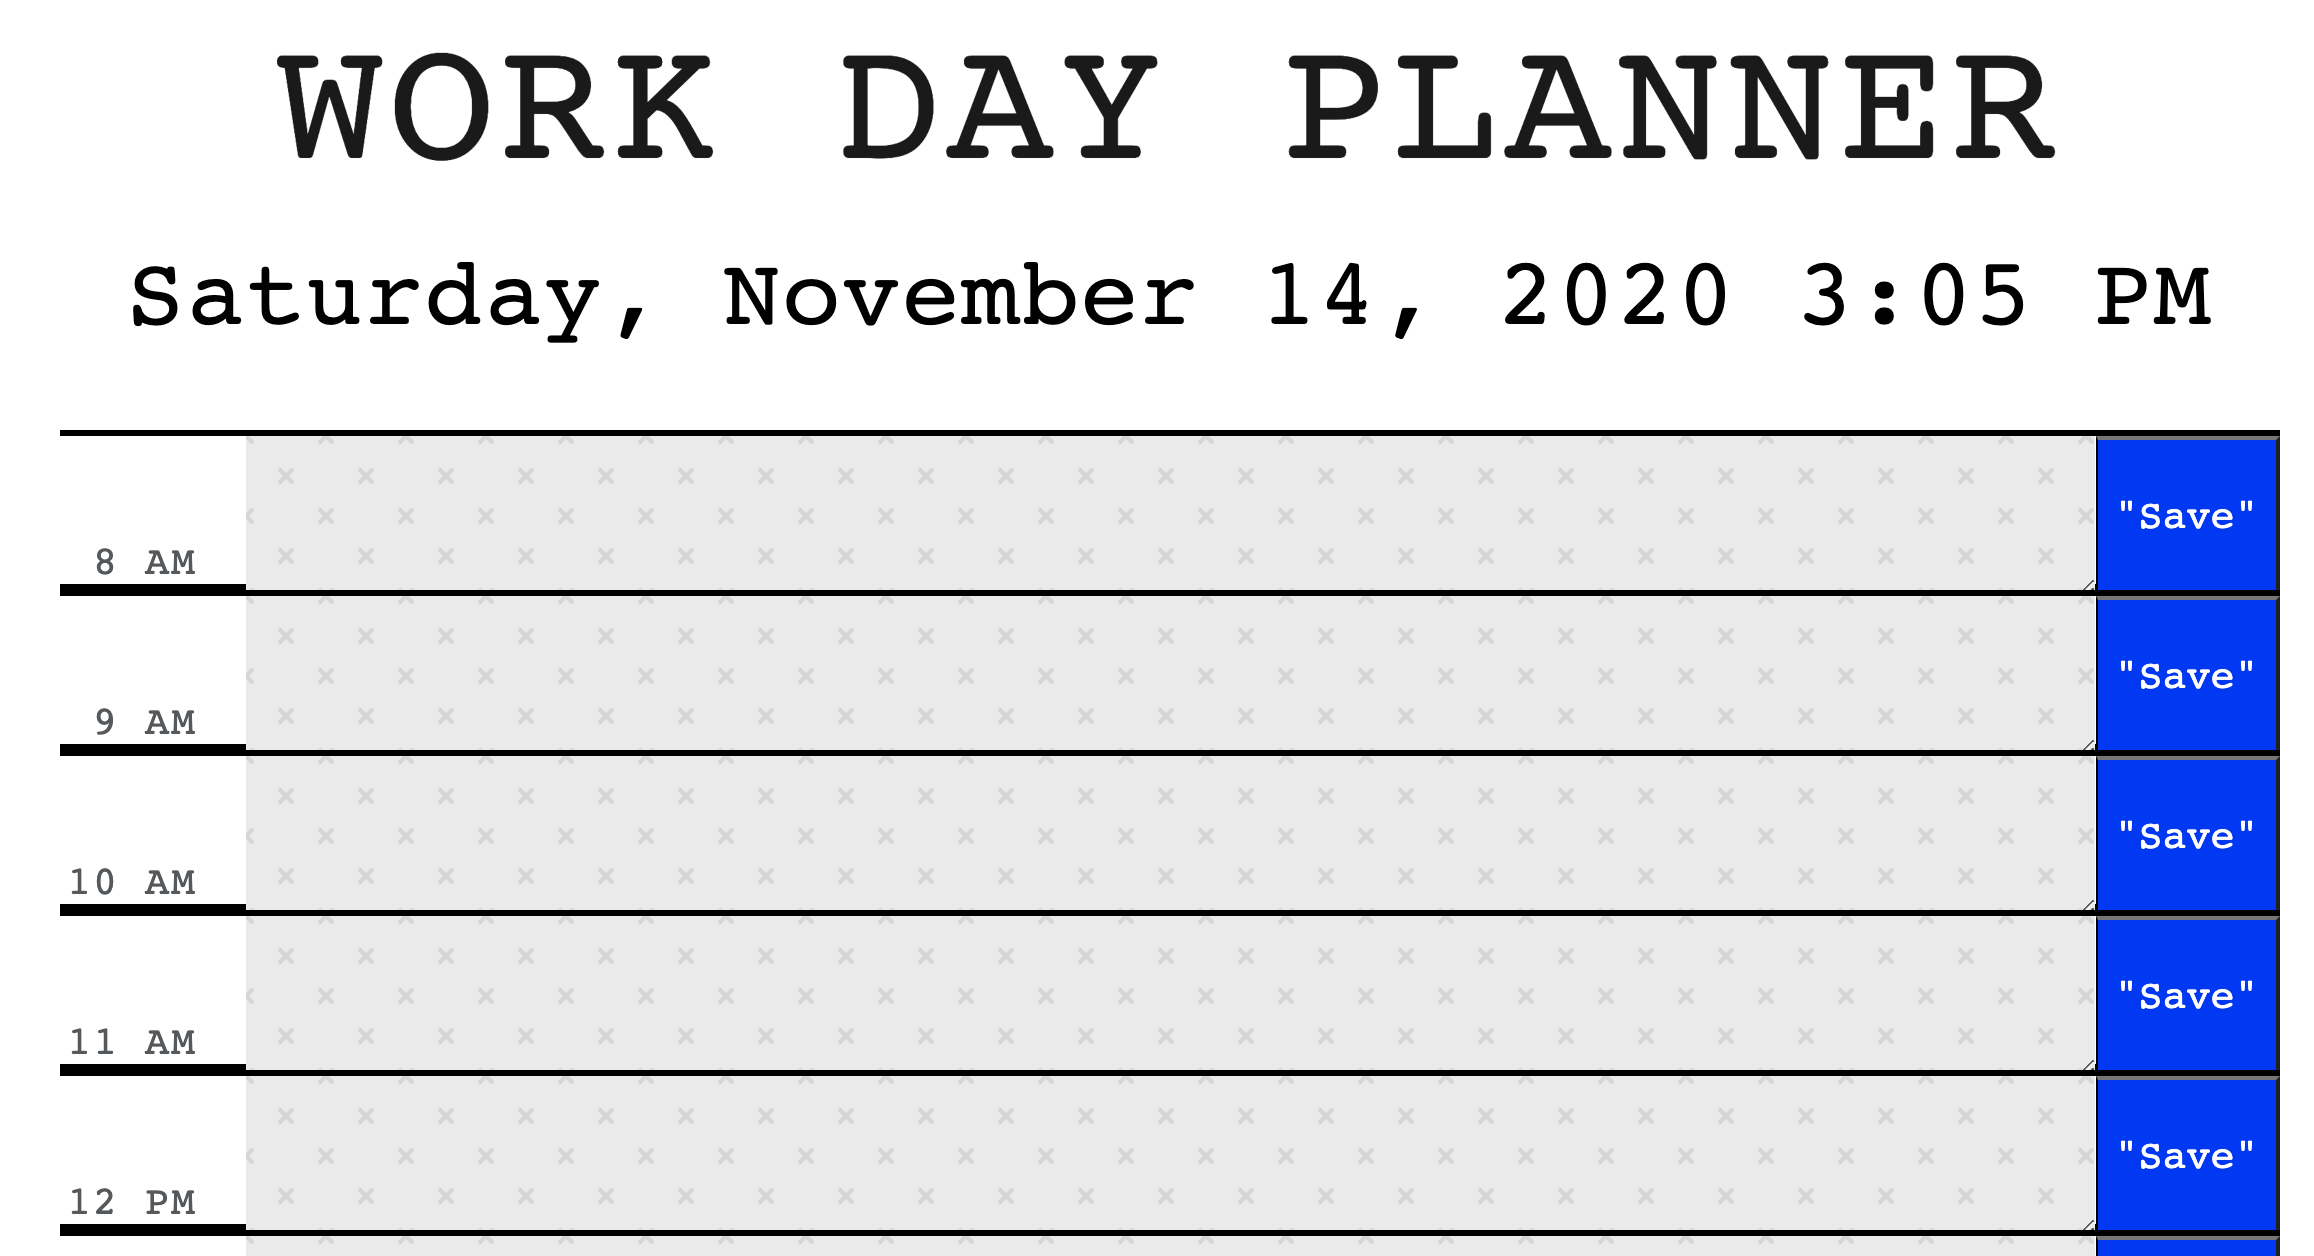 WORK DAY PLANNER
Saturday, November 14, 2020 3:05 PM
8 AM
"Save"
9 AM
"Save"
10 AM
"Save"
11 AM
"Save"
12 PM
"Save"